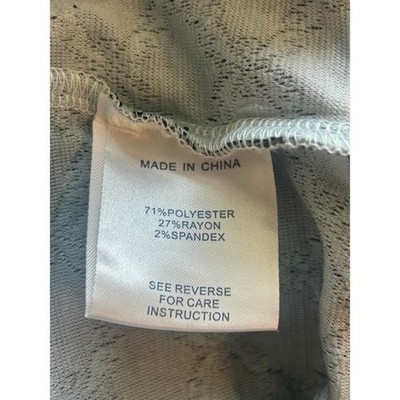 MADE IN CHINA
71%POLYESTER
27%RAYON
2%SPANDEX
SEE REVERSE
FOR CARE
INSTRUCTION